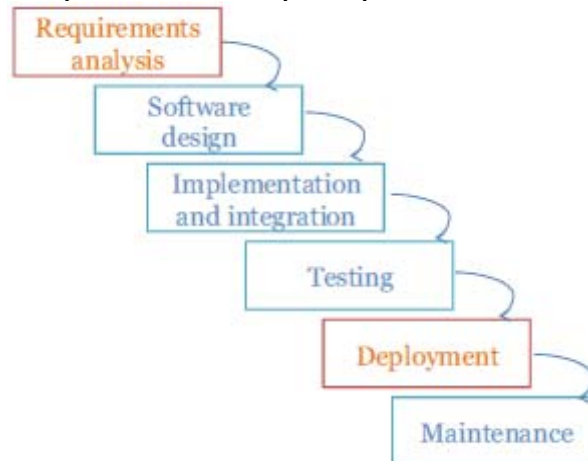 Requirements
analysis
Software
design
Implementation
and integration
Testing
Deployment
Maintenance